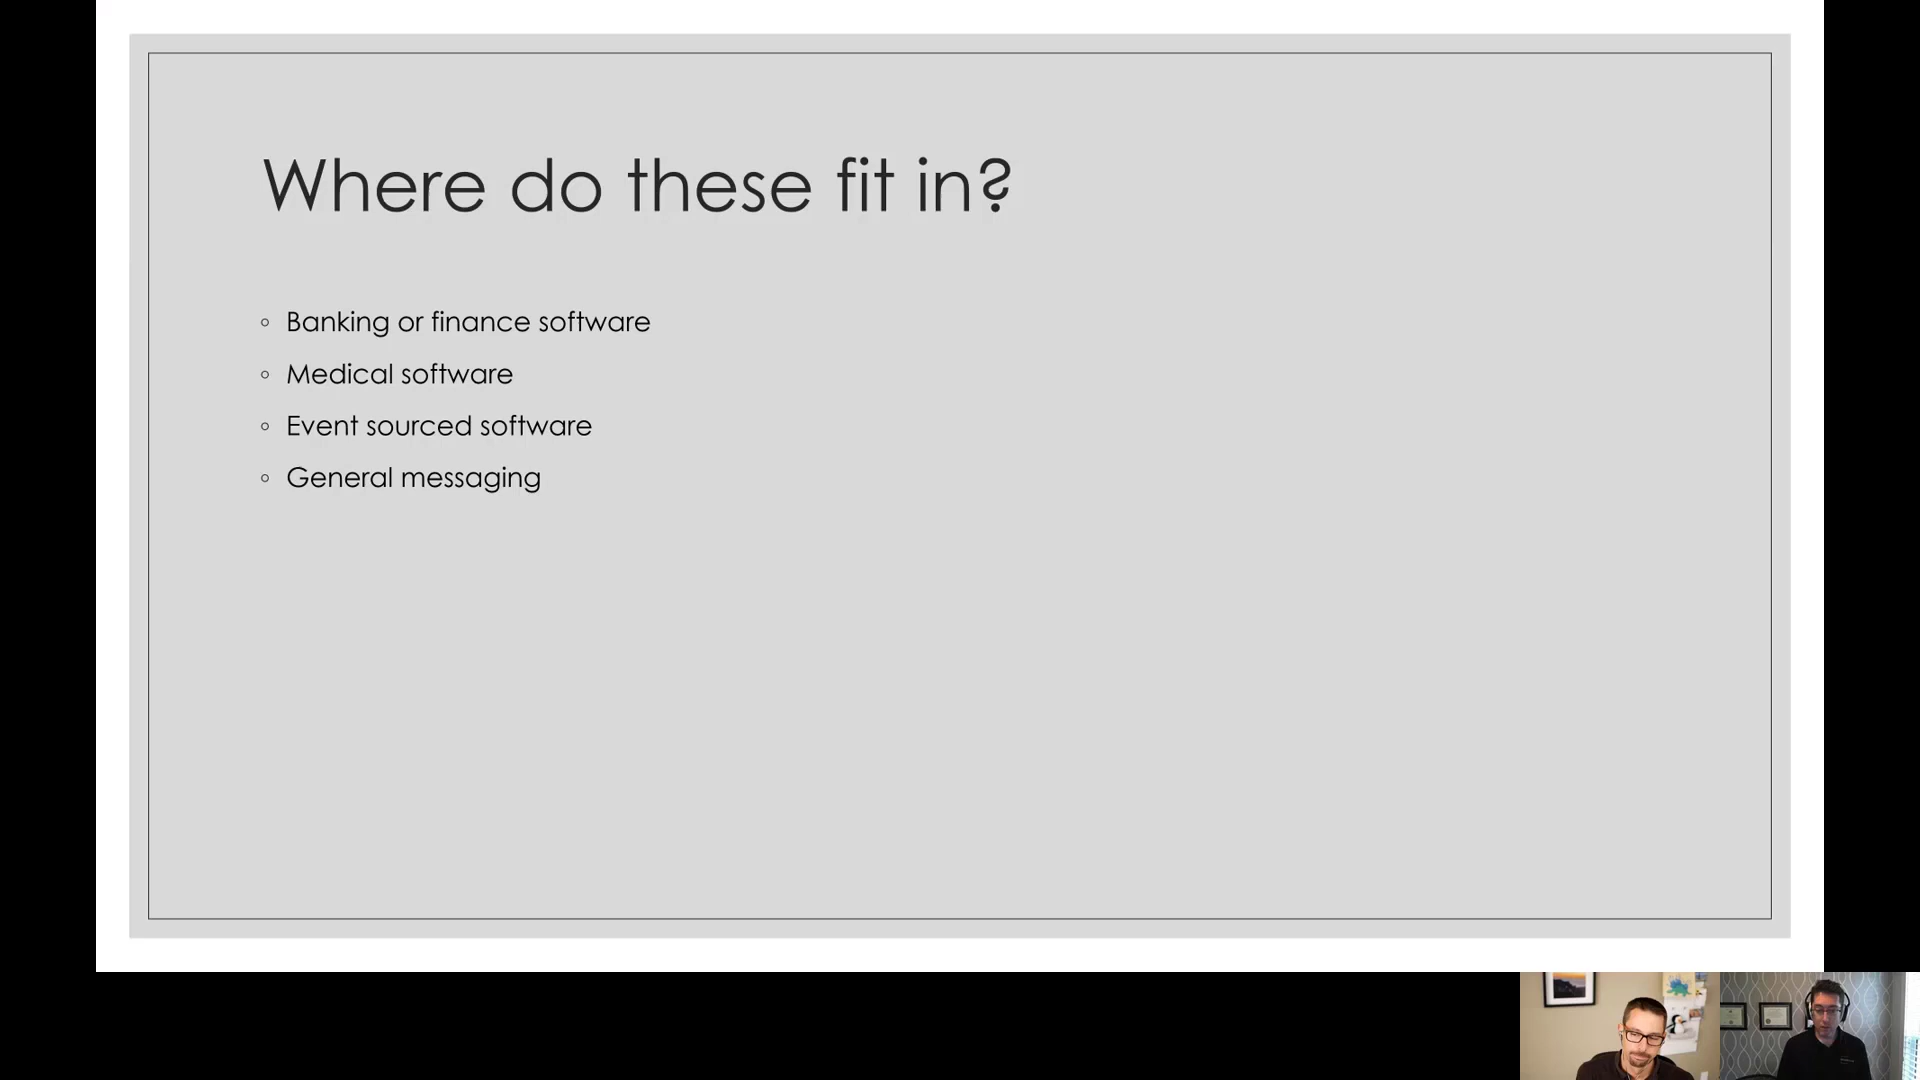 Where do these fit in?
Banking or finance software
Medical software
Event sourced software
General messaging